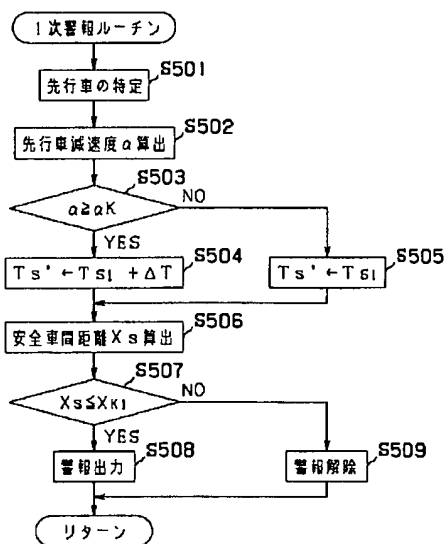 1次警報ルーチン
S501
先行車の特定
S502
先行車減速度α算出
S503
α≧αK
NO
YES
S504
Ts'←Ts1+ΔT
S505
Ts'←Ts1
S506
安全車間距離Xs算出
S507
Xs≦XK1
NO
YES
S508
警報出力
S509
警報解除
リターン